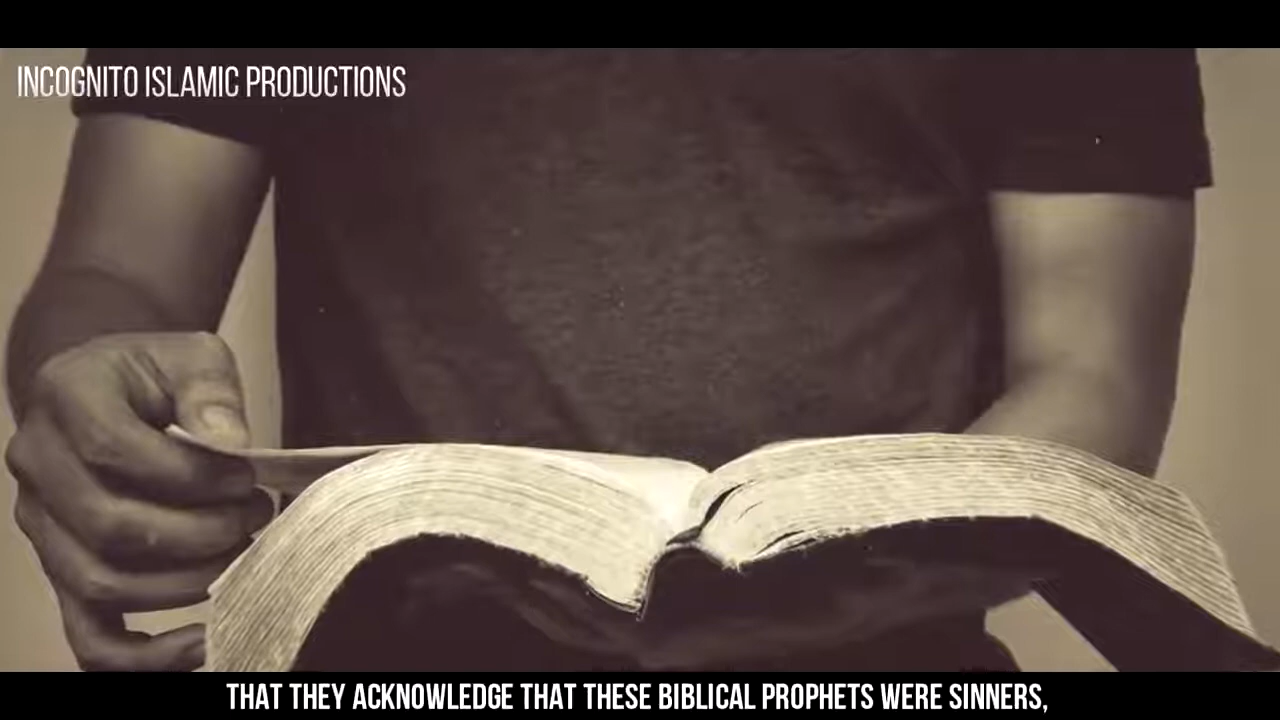 INCOGNITO ISLAMIC PRODUCTIONS
THAT THEY ACKNOWLEDGE THAT THESE BIBLICAL PROPHETS WERE SINNERS,